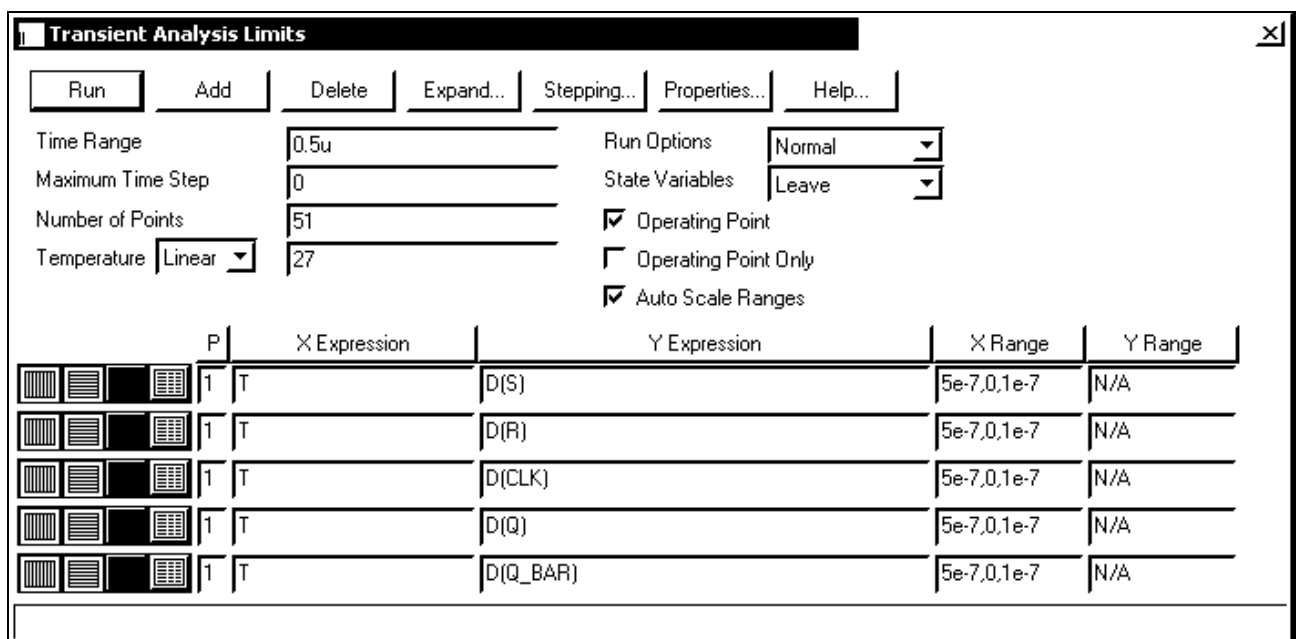 Transient Analysis Limits
Run Add Delete Expand... Stepping... Properties... Help...
Time Range 0.5u Run Options Normal
Maximum Time Step 0 State Variables Leave
Number of Points 51 Operating Point
Temperature Linear 27 Operating Point Only
Auto Scale Ranges
P X Expression Y Expression X Range Y Range
1 T D(S) 5e-7,0,1e-7 N/A
1 T D(R) 5e-7,0,1e-7 N/A
1 T D(CLK) 5e-7,0,1e-7 N/A
1 T D(Q) 5e-7,0,1e-7 N/A
1 T D(Q_BAR) 5e-7,0,1e-7 N/A